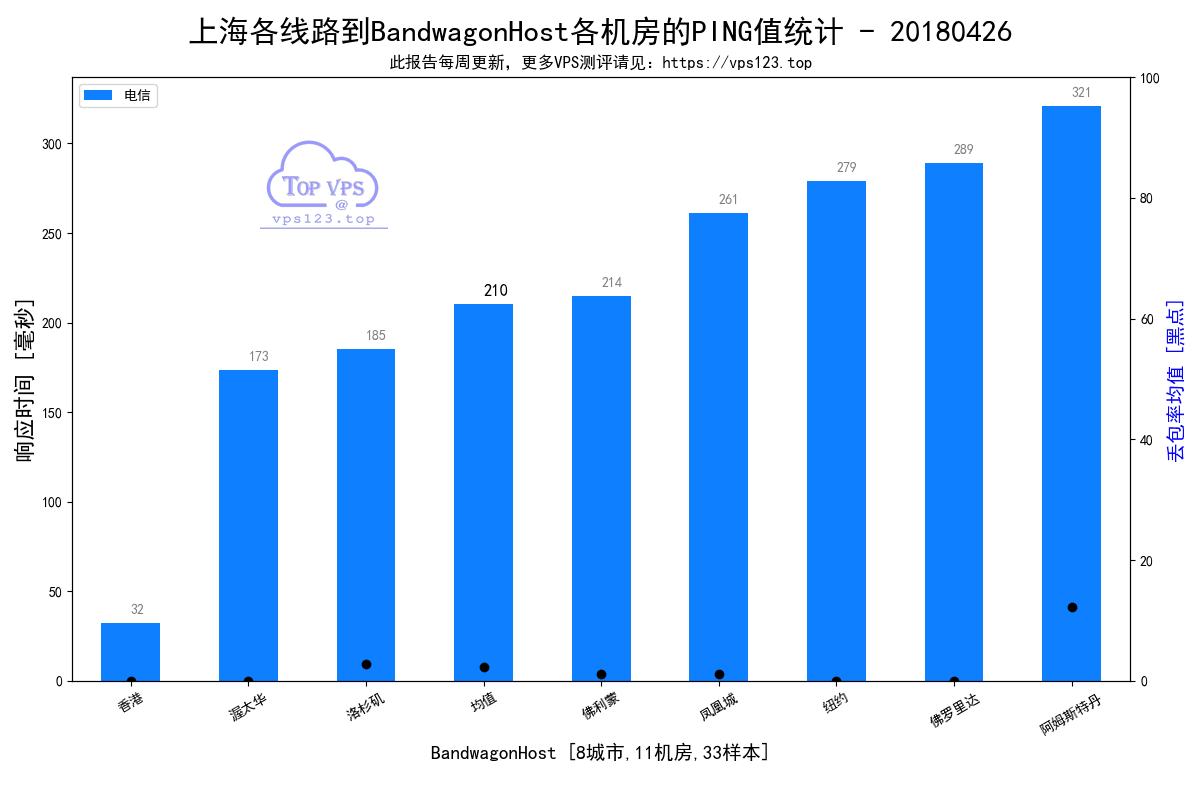 上海各线路到BandwagonHost各机房的PING值统计 - 20180426
此报告每周更新，更多VPS测评请见：https://vps123.top
电信
TOP VPS
@
vps123.top
响应时间 [毫秒]
丢包率均值 [黑点]
300
250
200
150
100
50
0
100
80
60
40
20
0
32
173
185
210
214
261
279
289
321
香港
渥太华
洛杉矶
均值
佛利蒙
凤凰城
纽约
佛罗里达
阿姆斯特丹
BandwagonHost [8城市,11机房,33样本]